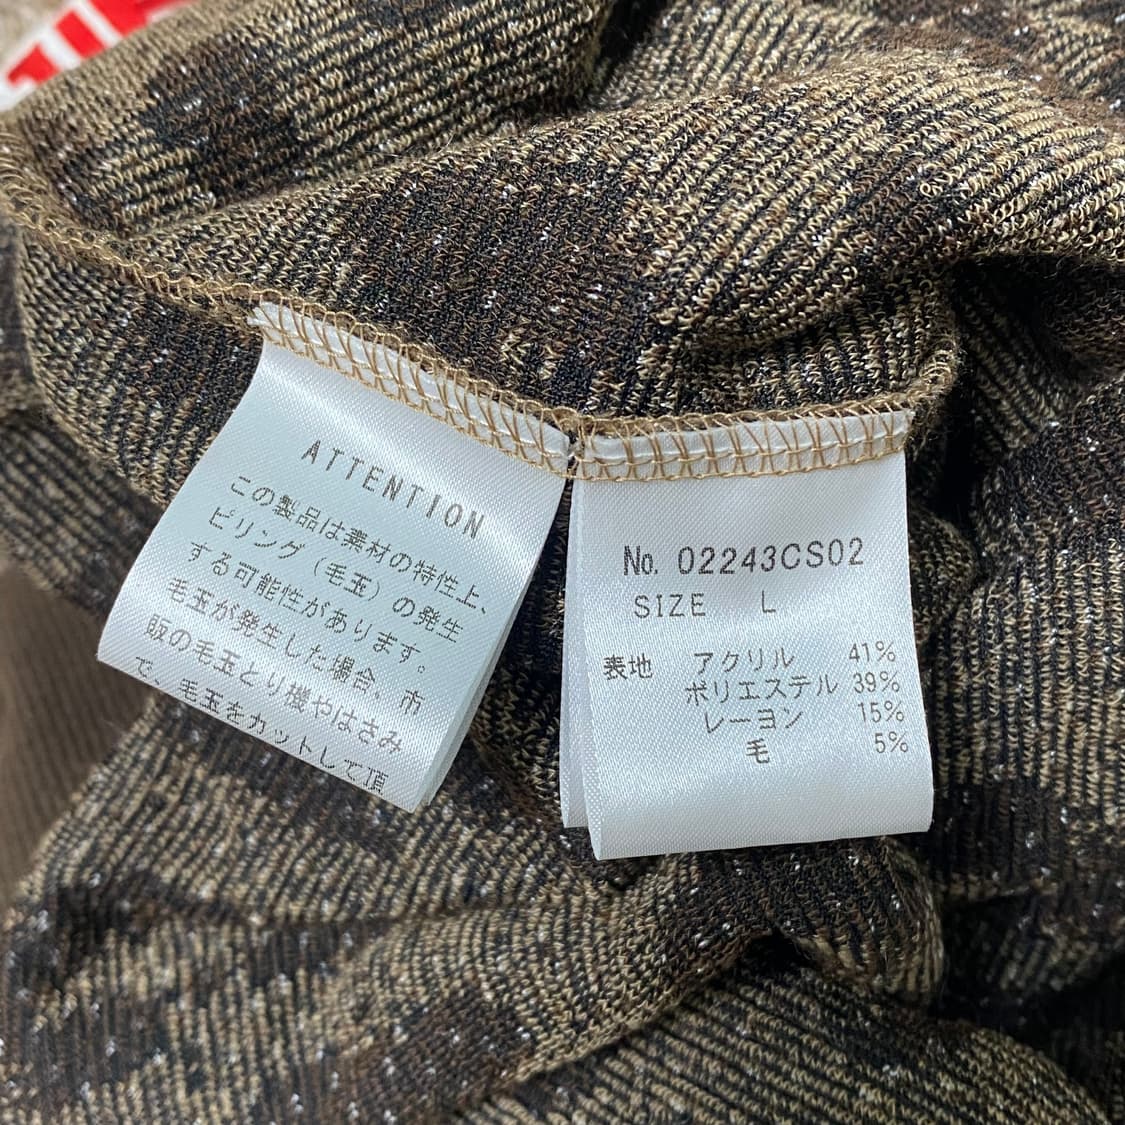 ATTENTION
この製品は素材の特性上、
ピリング（毛玉）の発生
する可能性があります。
毛玉が発生した場合、市
販の毛玉とり機やはさみ
で、毛玉をカットして頂
No. 02243CS02
SIZE L
表地 アクリル 41%
ポリエステル 39%
レーヨン 15%
毛 5%